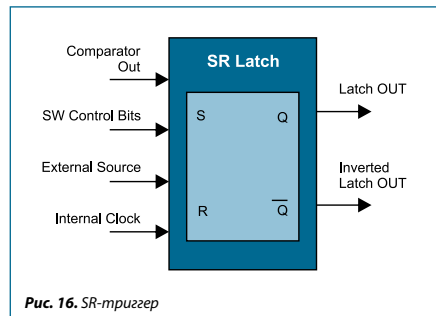 Comparator
Out
SR Latch
Latch OUT
SW Control Bits
S
Q
External Source
Inverted
Latch OUT
Internal Clock
R
Q̅
Рис. 16. SR-триггер